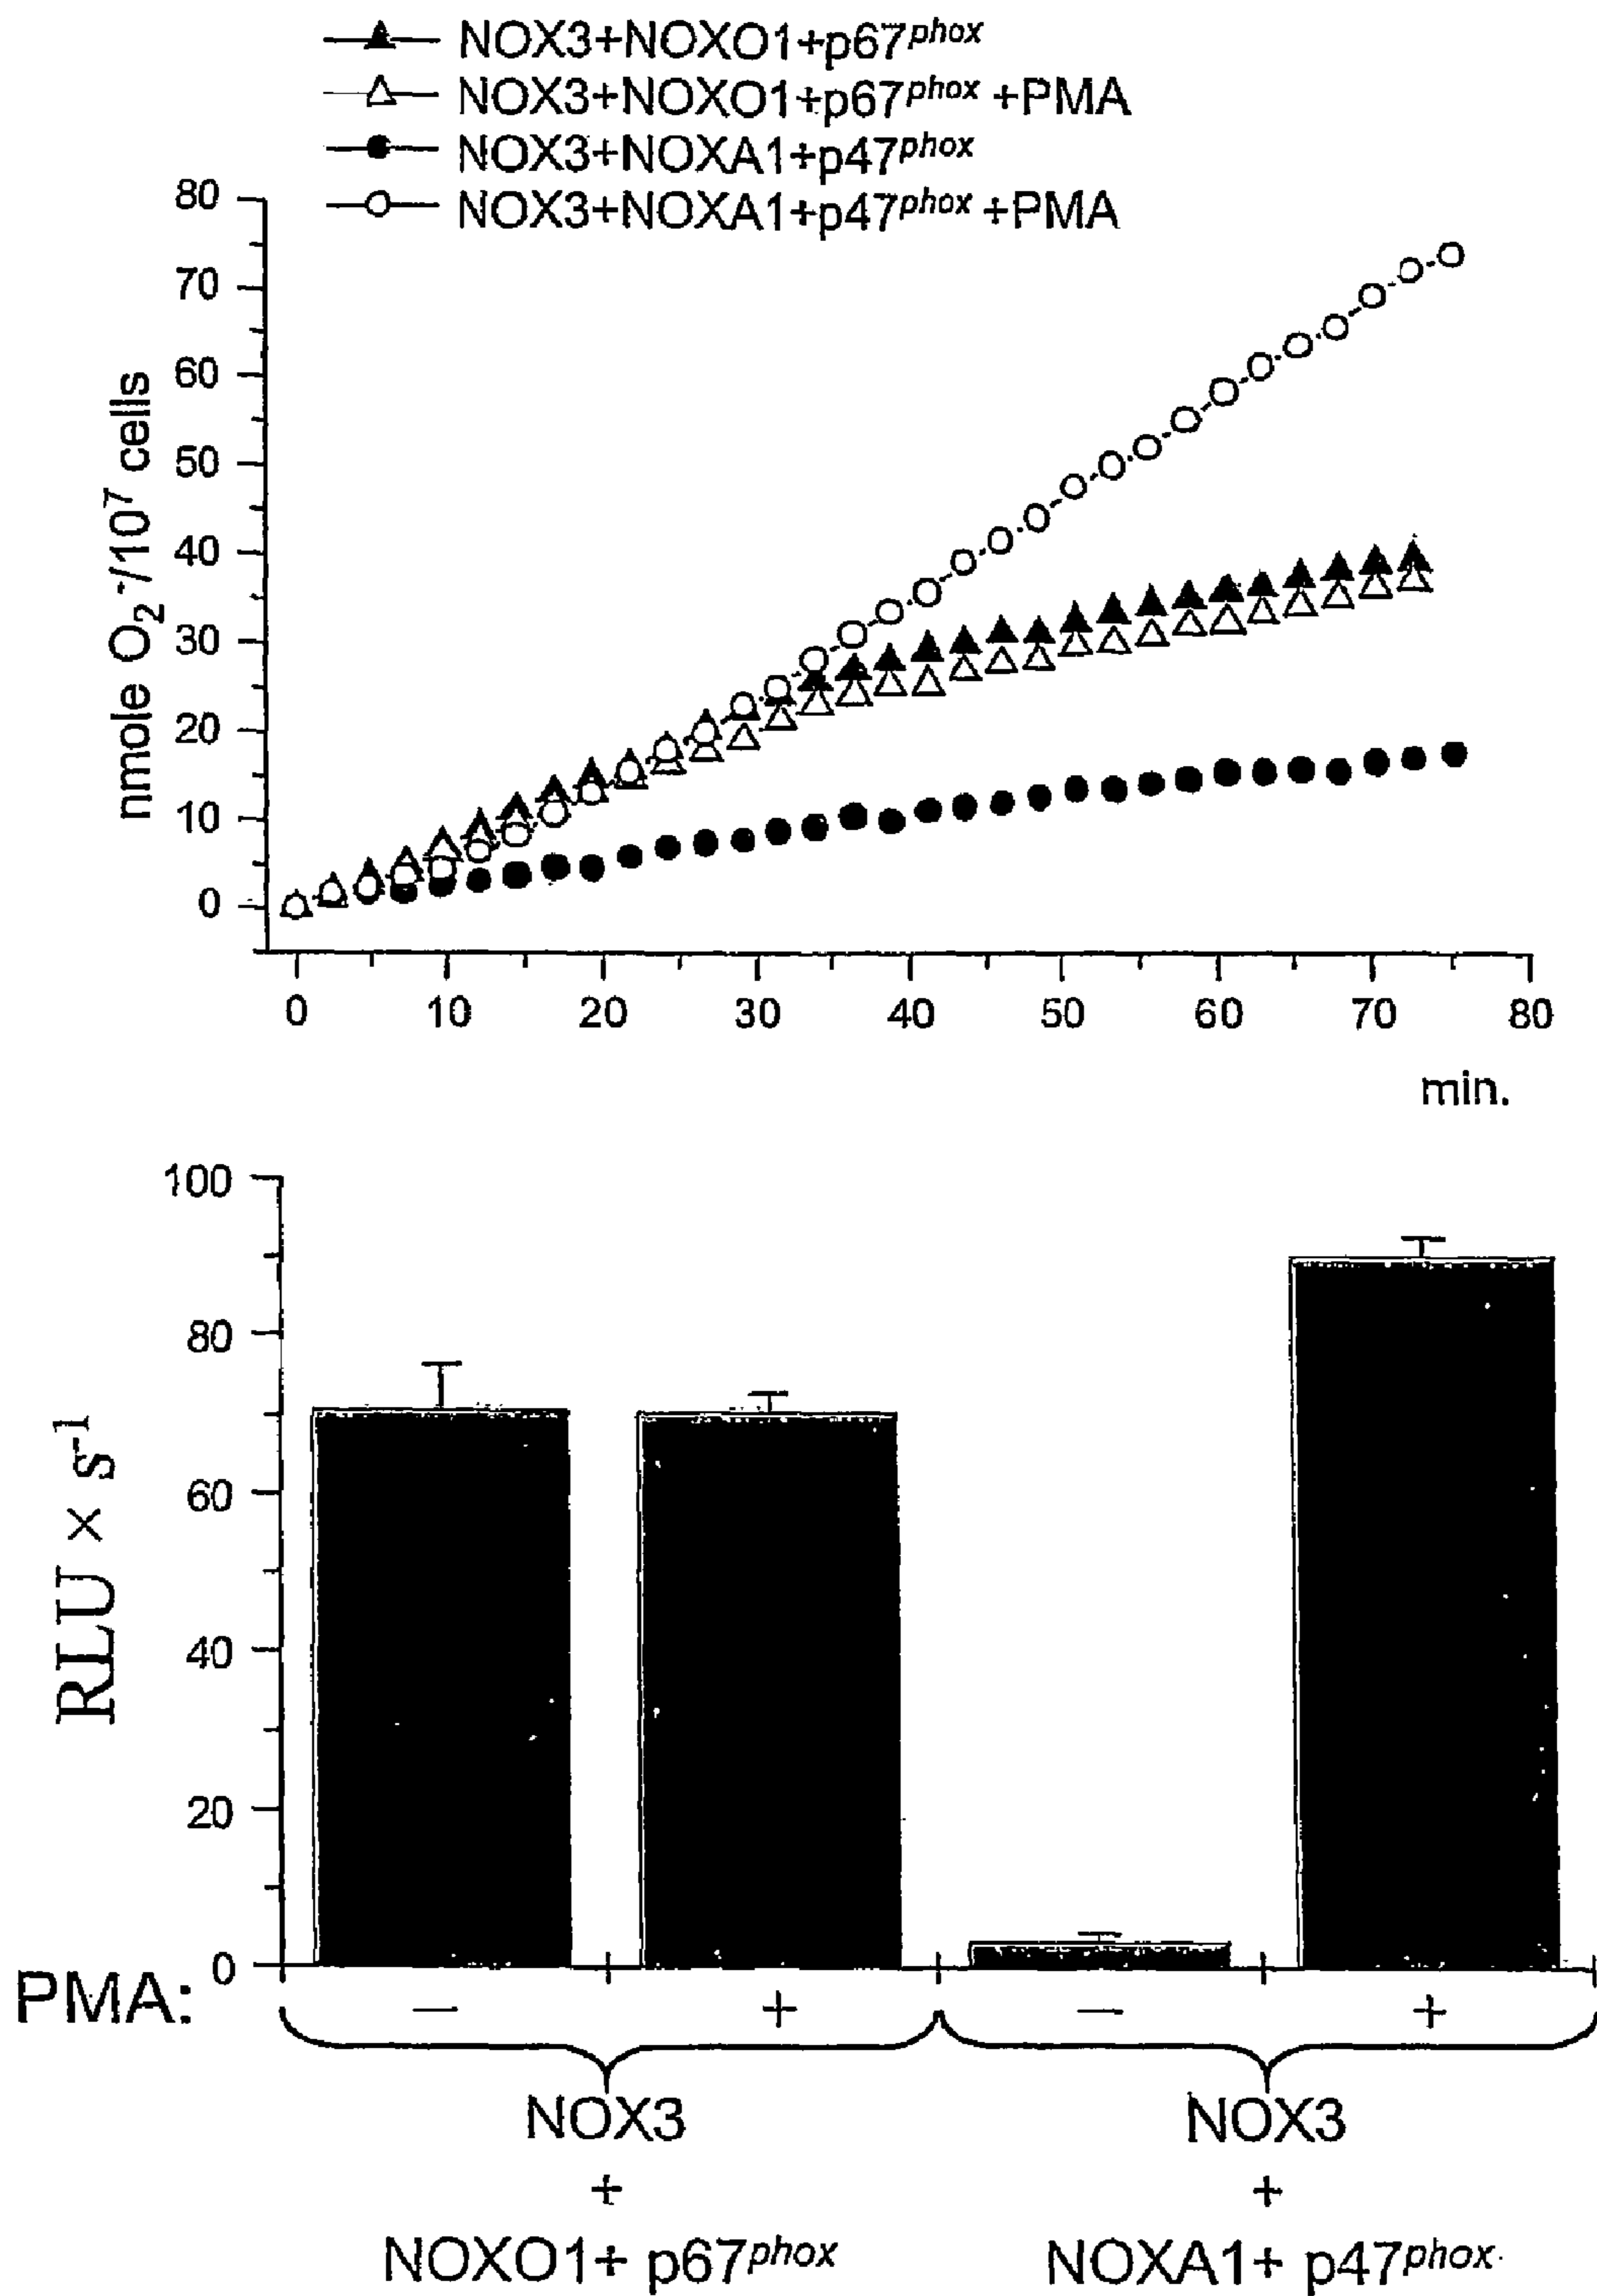 NOX3+NOXO1+p67phox
NOX3+NOXO1+p67phox +PMA
NOX3+NOXA1+p47phox
NOX3+NOXA1+p47phox +PMA
80
70
60
50
40
30
20
10
0
nmole O2·-/10⁷ cells
0 10 20 30 40 50 60 70 80
min.
100
80
60
40
20
0
RLU × s⁻¹
PMA: — + — +
NOX3 NOX3
+ +
NOXO1+ p67phox NOXA1+ p47phox